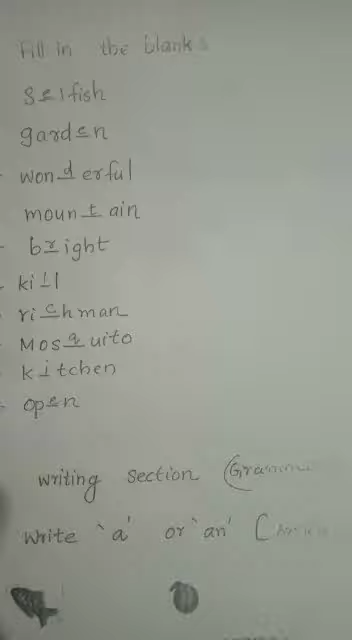 Fill in the blanks
Selfish
garden
wonderful
mountain
bright
kill
richman
Mosquito
kitchen
open
writing section (Gramm
write 'a' or 'an' (